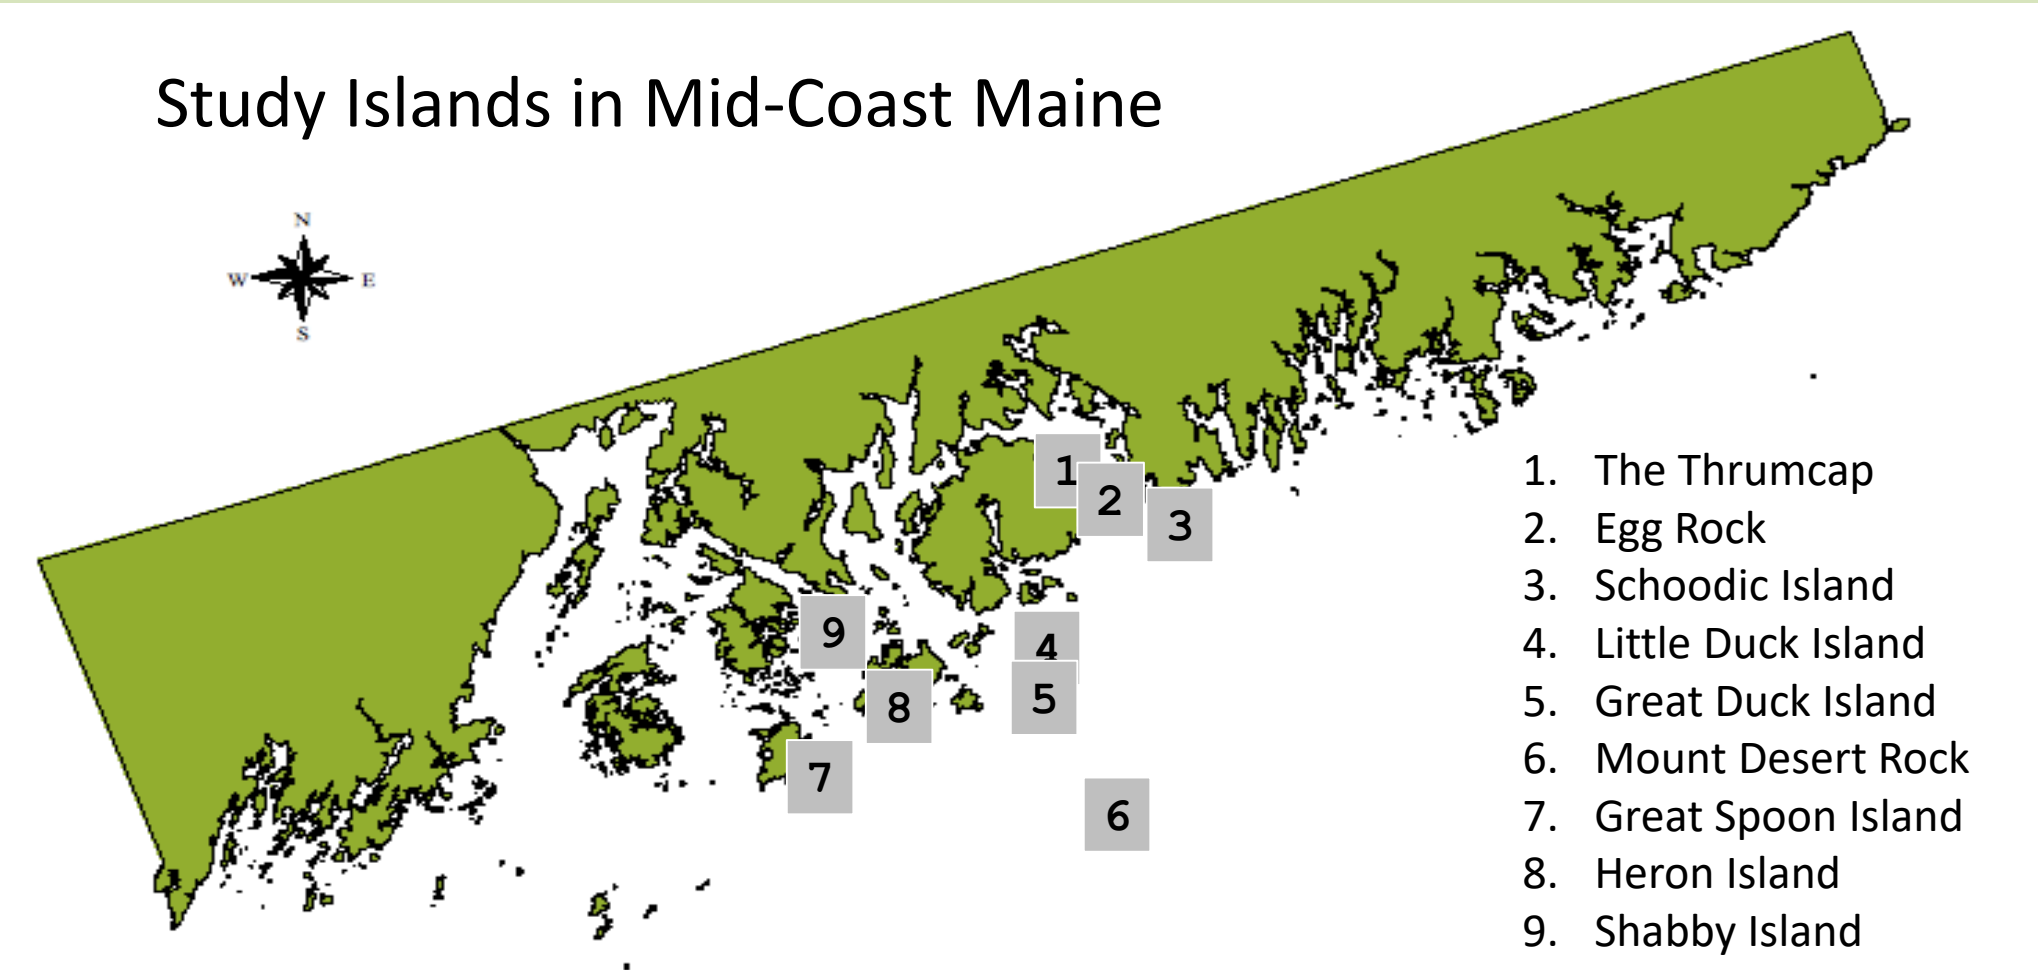 Study Islands in Mid-Coast Maine
N
W E
S
1
2
3
9
4
8
5
7
6
1. The Thrumcap
2. Egg Rock
3. Schoodic Island
4. Little Duck Island
5. Great Duck Island
6. Mount Desert Rock
7. Great Spoon Island
8. Heron Island
9. Shabby Island